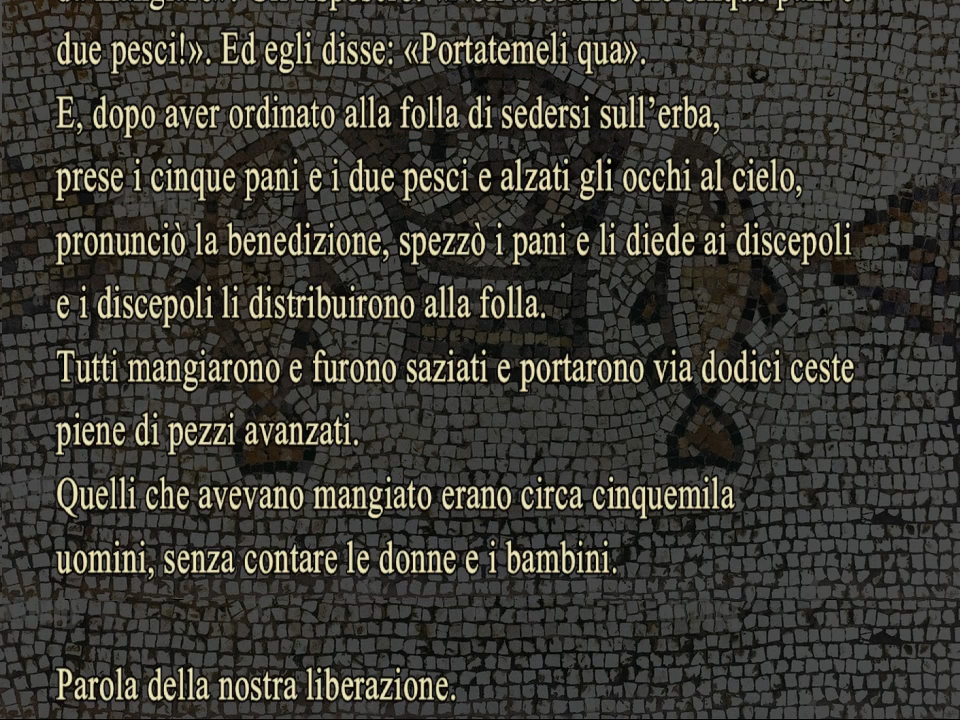 due pesci!». Ed egli disse: «Portatemeli qua».
E, dopo aver ordinato alla folla di sedersi sull’erba,
prese i cinque pani e i due pesci e alzati gli occhi al cielo,
pronunciò la benedizione, spezzò i pani e li diede ai discepoli
e i discepoli li distribuirono alla folla.
Tutti mangiarono e furono saziati e portarono via dodici ceste
piene di pezzi avanzati.
Quelli che avevano mangiato erano circa cinquemila
uomini, senza contare le donne e i bambini.
Parola della nostra liberazione.